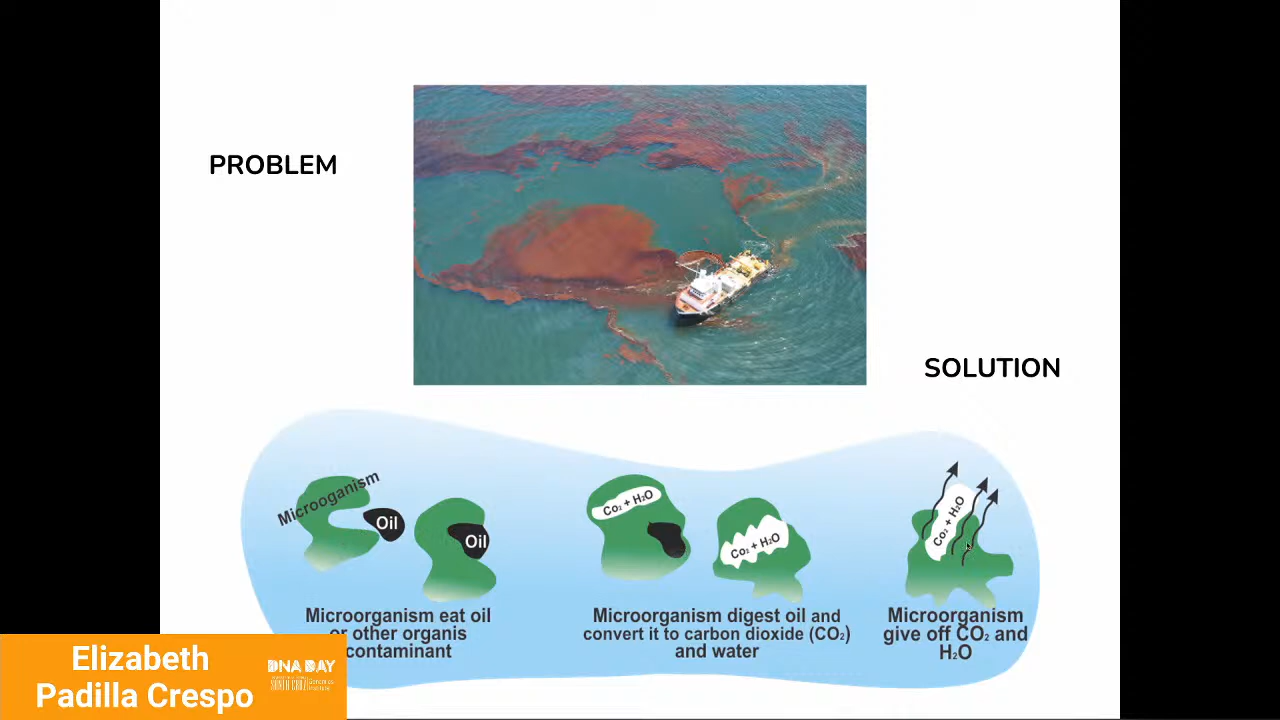 PROBLEM
SOLUTION
Microoganism
Oil
Oil
Co₂ + H₂O
Co₂ + H₂O
Co₂ + H₂O
Microorganism eat oil
or other organis
contaminant
Microorganism digest oil and
convert it to carbon dioxide (CO₂)
and water
Microorganism
give off CO₂ and
H₂O
Elizabeth
Padilla Crespo
DNA DAY